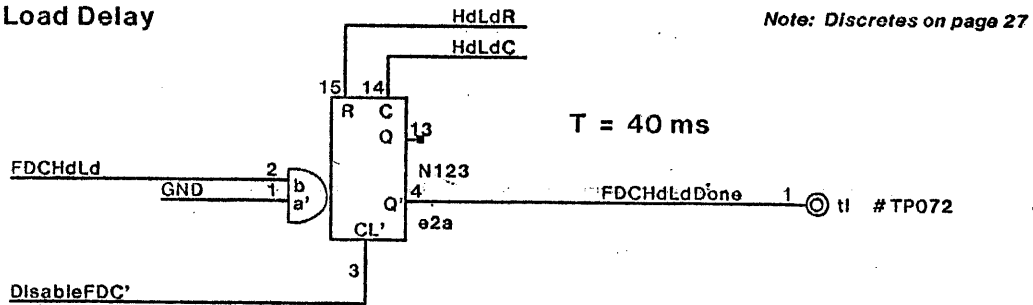 Load Delay
HdLdR
Note: Discretes on page 27
HdLdC
15 14
R C
T = 40 ms
Q 13
FDCHdLd 2 b
N123
GND 1 a'
Q' 4 FDCHdLdDone' 1 tl #TP072
e2a
CL'
3
DisableFDC'